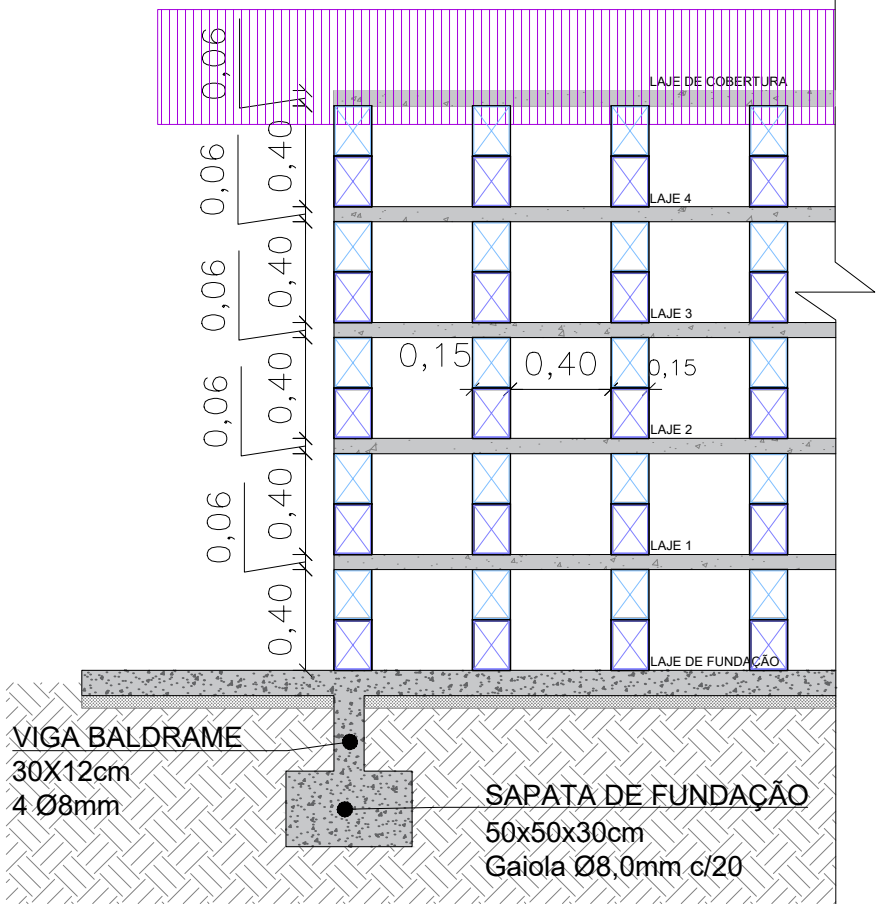 0,06
LAJE DE COBERTURA
0,40
0,06
LAJE 4
0,40
0,06
LAJE 3
0,15
0,40
0,15
0,40
0,06
LAJE 2
0,40
0,06
LAJE 1
0,40
LAJE DE FUNDAÇÃO
VIGA BALDRAME
30X12cm
4 Ø8mm
SAPATA DE FUNDAÇÃO
50x50x30cm
Gaiola Ø8,0mm c/20